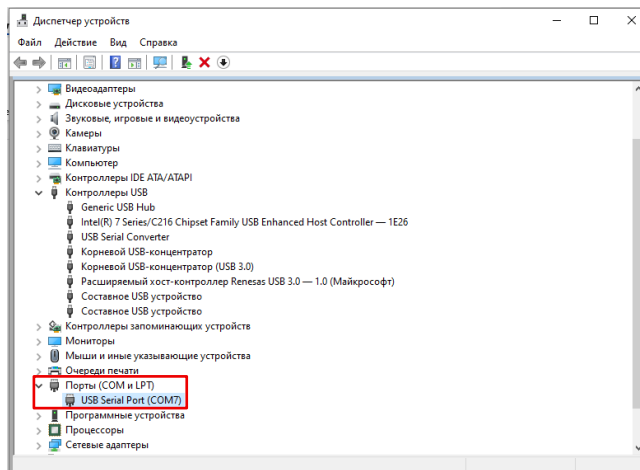 Диспетчер устройств
Файл Действие Вид Справка
Видеоадаптеры
Дисковые устройства
Звуковые, игровые и видеоустройства
Камеры
Клавиатуры
Компьютер
Контроллеры IDE ATA/ATAPI
Контроллеры USB
Generic USB Hub
Intel(R) 7 Series/C216 Chipset Family USB Enhanced Host Controller — 1E26
USB Serial Converter
Корневой USB-концентратор
Корневой USB-концентратор (USB 3.0)
Расширяемый хост-контроллер Renesas USB 3.0 — 1.0 (Майкрософт)
Составное USB устройство
Составное USB устройство
Контроллеры запоминающих устройств
Мониторы
Мыши и иные указывающие устройства
Очереди печати
Порты (COM и LPT)
USB Serial Port (COM7)
Программные устройства
Процессоры
Сетевые адаптеры